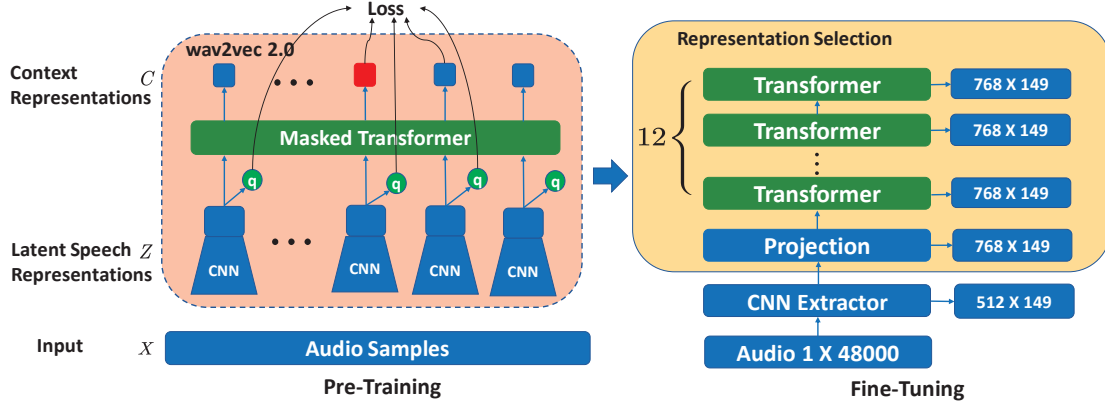 Loss
wav2vec 2.0
Context C
Representations
Masked Transformer
q
q
q
q
Latent Speech Z
Representations
CNN
CNN
CNN
CNN
Input X
Audio Samples
Pre-Training
Representation Selection
12
Transformer 768 X 149
Transformer 768 X 149
Transformer 768 X 149
Projection 768 X 149
CNN Extractor 512 X 149
Audio 1 X 48000
Fine-Tuning